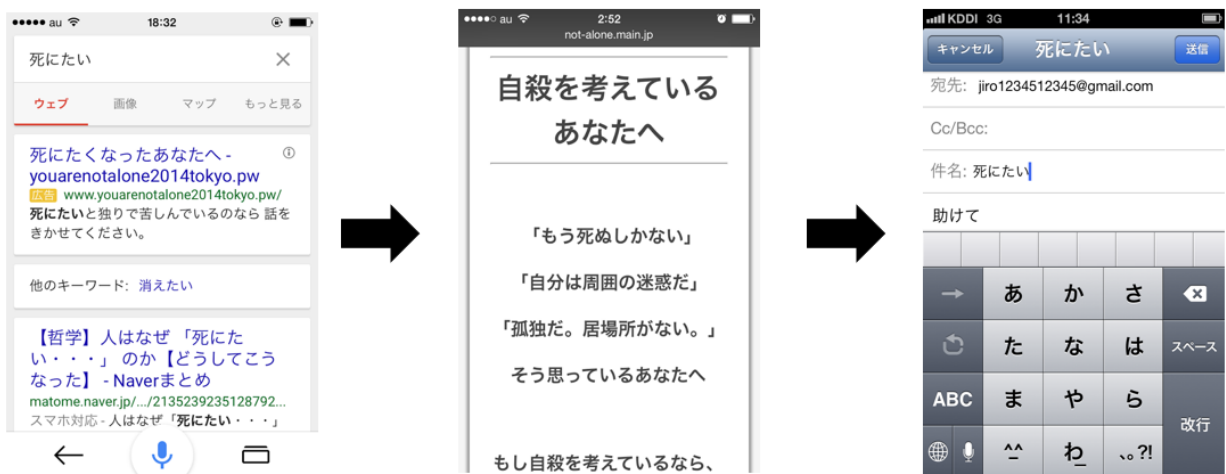 au 18:32
死にたい
ウェブ 画像 マップ もっと見る
死にたくなったあなたへ -
youarenotalone2014tokyo.pw
広告 www.youarenotalone2014tokyo.pw/
死にたいと独りで苦しんでいるのなら 話を
きかせてください。
他のキーワード: 消えたい
【哲学】人はなぜ 「死にた
い・・・」 のか【どうしてこう
なった】 - Naverまとめ
matome.naver.jp/.../2135239235128792...
スマホ対応 - 人はなぜ「死にたい・・・」
au 2:52
not-alone.main.jp
自殺を考えている
あなたへ
「もう死ぬしかない」
「自分は周囲の迷惑だ」
「孤独だ。居場所がない。」
そう思っているあなたへ
もし自殺を考えているなら、
KDDI 3G 11:34
キャンセル 死にたい 送信
宛先: jiro1234512345@gmail.com
Cc/Bcc:
件名: 死にたい
助けて
→ あ か さ
た な は スペース
ABC ま や ら
改行
^^ わ 、。?!